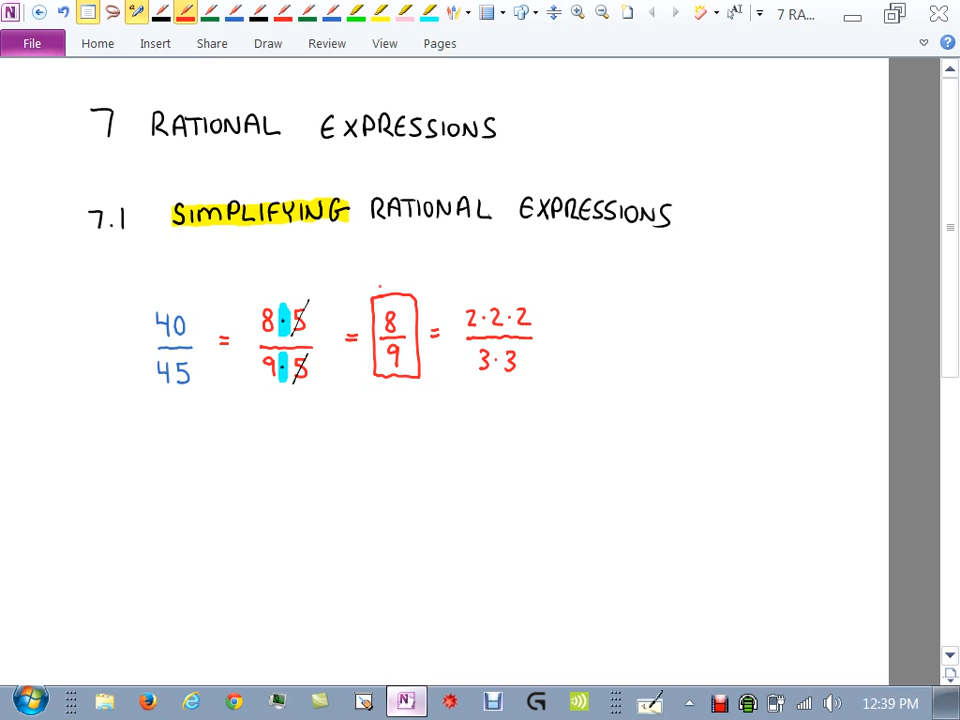 7 RA...
File Home Insert Share Draw Review View Pages
7 RATIONAL EXPRESSIONS
7.1 SIMPLIFYING RATIONAL EXPRESSIONS
40/45 = 8·5/9·5 = 8/9 = 2·2·2/3·3
12:39 PM